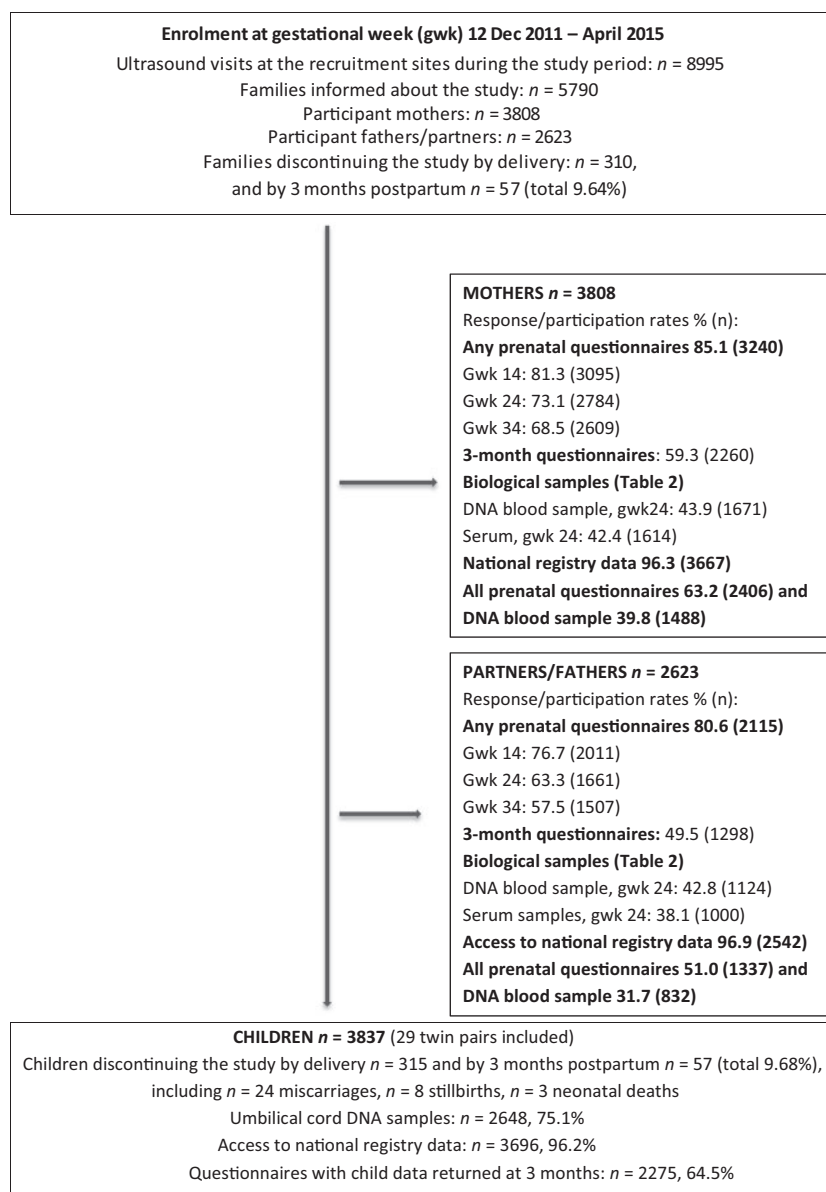 Enrolment at gestational week (gwk) 12 Dec 2011 – April 2015
Ultrasound visits at the recruitment sites during the study period: n = 8995
Families informed about the study: n = 5790
Participant mothers: n = 3808
Participant fathers/partners: n = 2623
Families discontinuing the study by delivery: n = 310,
and by 3 months postpartum n = 57 (total 9.64%)
MOTHERS n = 3808
Response/participation rates % (n):
Any prenatal questionnaires 85.1 (3240)
Gwk 14: 81.3 (3095)
Gwk 24: 73.1 (2784)
Gwk 34: 68.5 (2609)
3-month questionnaires: 59.3 (2260)
Biological samples (Table 2)
DNA blood sample, gwk24: 43.9 (1671)
Serum, gwk 24: 42.4 (1614)
National registry data 96.3 (3667)
All prenatal questionnaires 63.2 (2406) and
DNA blood sample 39.8 (1488)
PARTNERS/FATHERS n = 2623
Response/participation rates % (n):
Any prenatal questionnaires 80.6 (2115)
Gwk 14: 76.7 (2011)
Gwk 24: 63.3 (1661)
Gwk 34: 57.5 (1507)
3-month questionnaires: 49.5 (1298)
Biological samples (Table 2)
DNA blood sample, gwk 24: 42.8 (1124)
Serum samples, gwk 24: 38.1 (1000)
Access to national registry data 96.9 (2542)
All prenatal questionnaires 51.0 (1337) and
DNA blood sample 31.7 (832)
CHILDREN n = 3837 (29 twin pairs included)
Children discontinuing the study by delivery n = 315 and by 3 months postpartum n = 57 (total 9.68%),
including n = 24 miscarriages, n = 8 stillbirths, n = 3 neonatal deaths
Umbilical cord DNA samples: n = 2648, 75.1%
Access to national registry data: n = 3696, 96.2%
Questionnaires with child data returned at 3 months: n = 2275, 64.5%